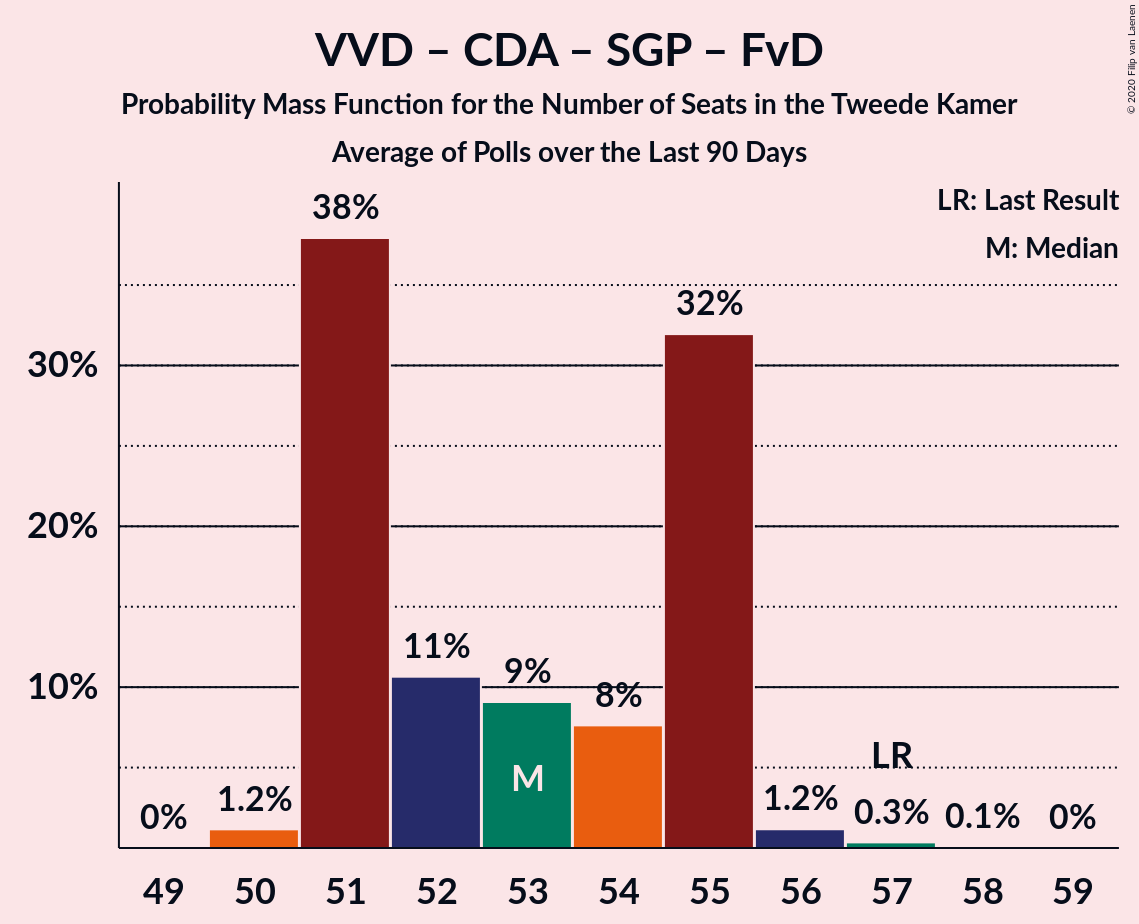 VVD – CDA – SGP – FvD
Probability Mass Function for the Number of Seats in the Tweede Kamer
Average of Polls over the Last 90 Days
© 2020 Filip van Laenen
LR: Last Result
M: Median
38%
32%
30%
20%
11%
9%
8%
10%
M
LR
0%
1.2%
1.2%
0.3%
0.1%
0%
49 50 51 52 53 54 55 56 57 58 59